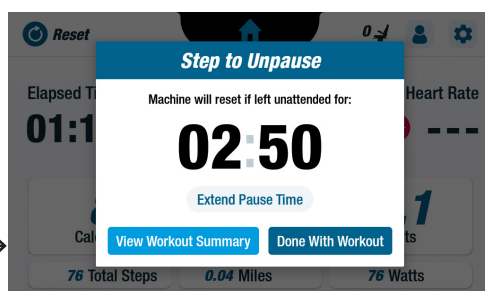 Reset
0
Step to Unpause
Elapsed Ti
Machine will reset if left unattended for:
Heart Rate
01:1
02:50
---
Extend Pause Time
View Workout Summary
Done With Workout
Cal
ts
76 Total Steps
0.04 Miles
76 Watts